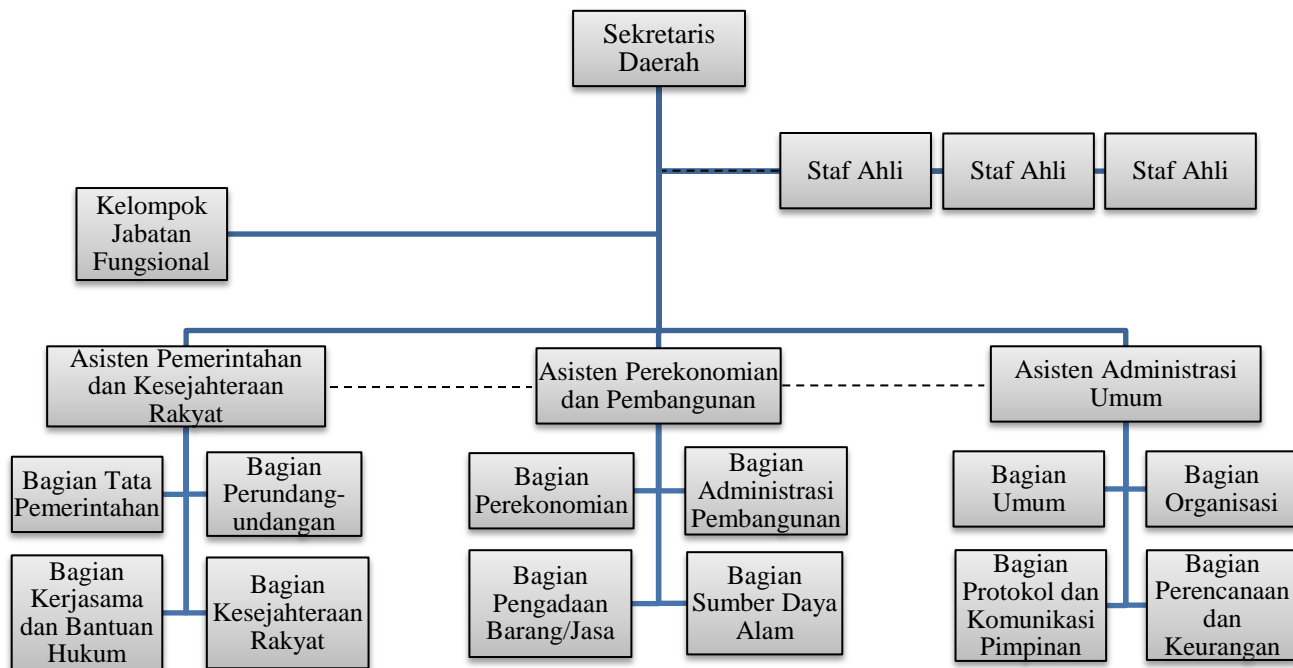 Sekretaris
Daerah
Staf Ahli
Staf Ahli
Staf Ahli
Kelompok
Jabatan
Fungsional
Asisten Pemerintahan
dan Kesejahteraan
Rakyat
Asisten Perekonomian
dan Pembangunan
Asisten Administrasi
Umum
Bagian Tata
Pemerintahan
Bagian
Perundang-
undangan
Bagian
Perekonomian
Bagian
Administrasi
Pembangunan
Bagian
Umum
Bagian
Organisasi
Bagian
Kerjasama
dan Bantuan
Hukum
Bagian
Kesejahteraan
Rakyat
Bagian
Pengadaan
Barang/Jasa
Bagian
Sumber Daya
Alam
Bagian
Protokol dan
Komunikasi
Pimpinan
Bagian
Perencanaan
dan
Keurangan